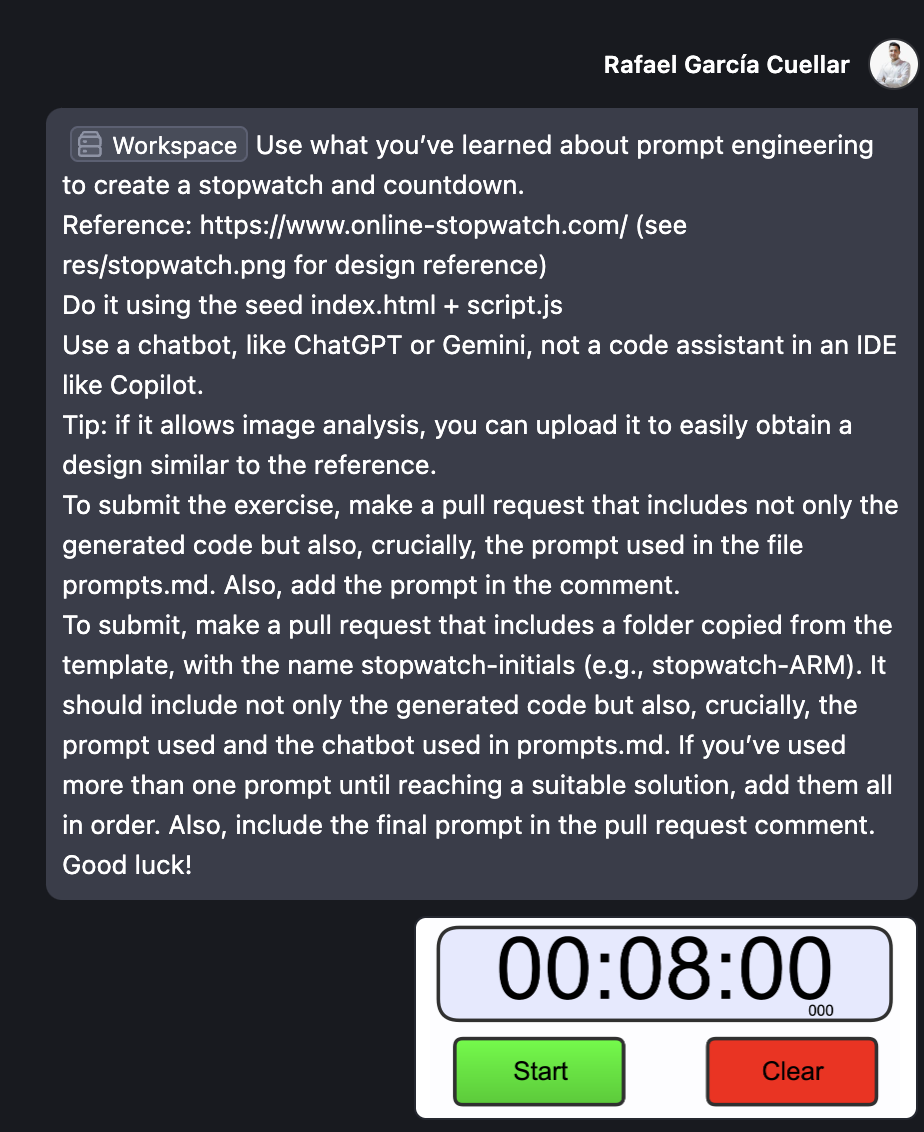 Rafael García Cuellar
Workspace Use what you’ve learned about prompt engineering
to create a stopwatch and countdown.
Reference: https://www.online-stopwatch.com/ (see
res/stopwatch.png for design reference)
Do it using the seed index.html + script.js
Use a chatbot, like ChatGPT or Gemini, not a code assistant in an IDE
like Copilot.
Tip: if it allows image analysis, you can upload it to easily obtain a
design similar to the reference.
To submit the exercise, make a pull request that includes not only the
generated code but also, crucially, the prompt used in the file
prompts.md. Also, add the prompt in the comment.
To submit, make a pull request that includes a folder copied from the
template, with the name stopwatch-initials (e.g., stopwatch-ARM). It
should include not only the generated code but also, crucially, the
prompt used and the chatbot used in prompts.md. If you’ve used
more than one prompt until reaching a suitable solution, add them all
in order. Also, include the final prompt in the pull request comment.
Good luck!
00:08:00
000
Start Clear